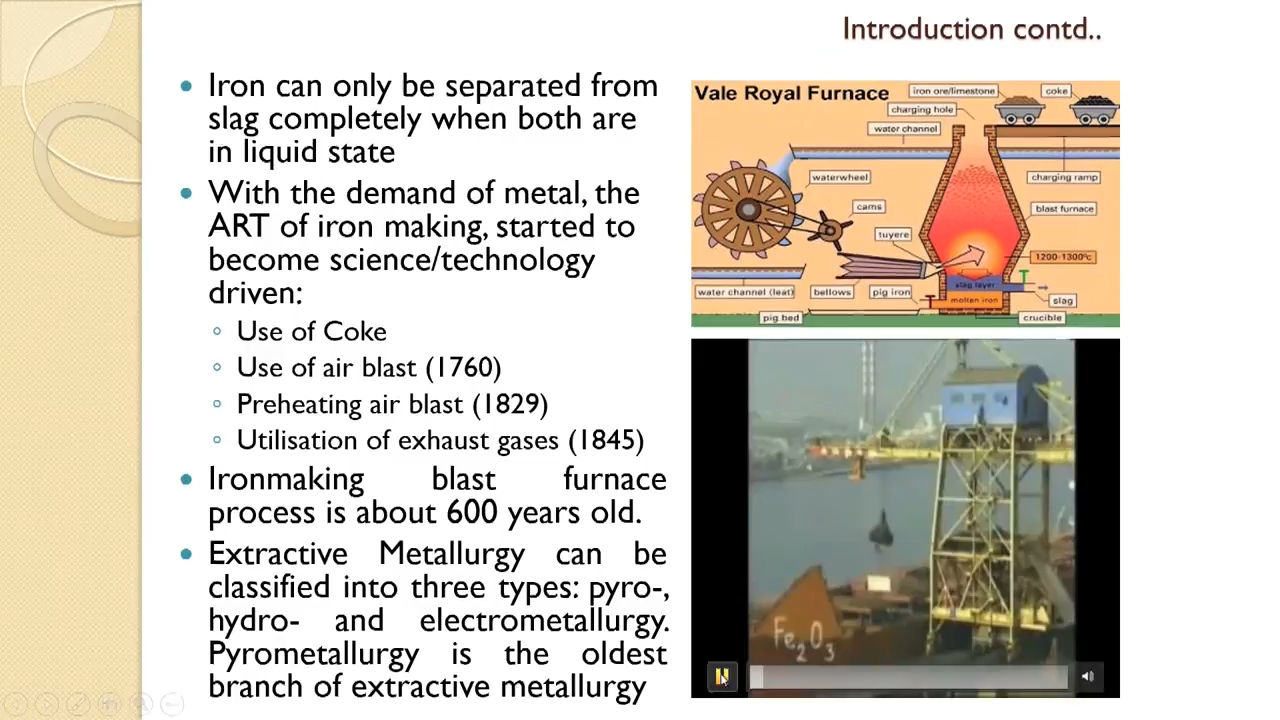 Introduction contd..
Iron can only be separated from
slag completely when both are
in liquid state
With the demand of metal, the
ART of iron making, started to
become science/technology
driven:
Use of Coke
Use of air blast (1760)
Preheating air blast (1829)
Utilisation of exhaust gases (1845)
Ironmaking blast furnace
process is about 600 years old.
Extractive Metallurgy can be
classified into three types: pyro-,
hydro- and electrometallurgy.
Pyrometallurgy is the oldest
branch of extractive metallurgy
Vale Royal Furnace
iron ore/limestone
coke
charging hole
water channel
waterwheel
charging ramp
cams
blast furnace
tuyere
1200-1300°c
slag layer
water channel (leat)
bellows
pig iron
molten iron
slag
pig bed
crucible
Fe2O3